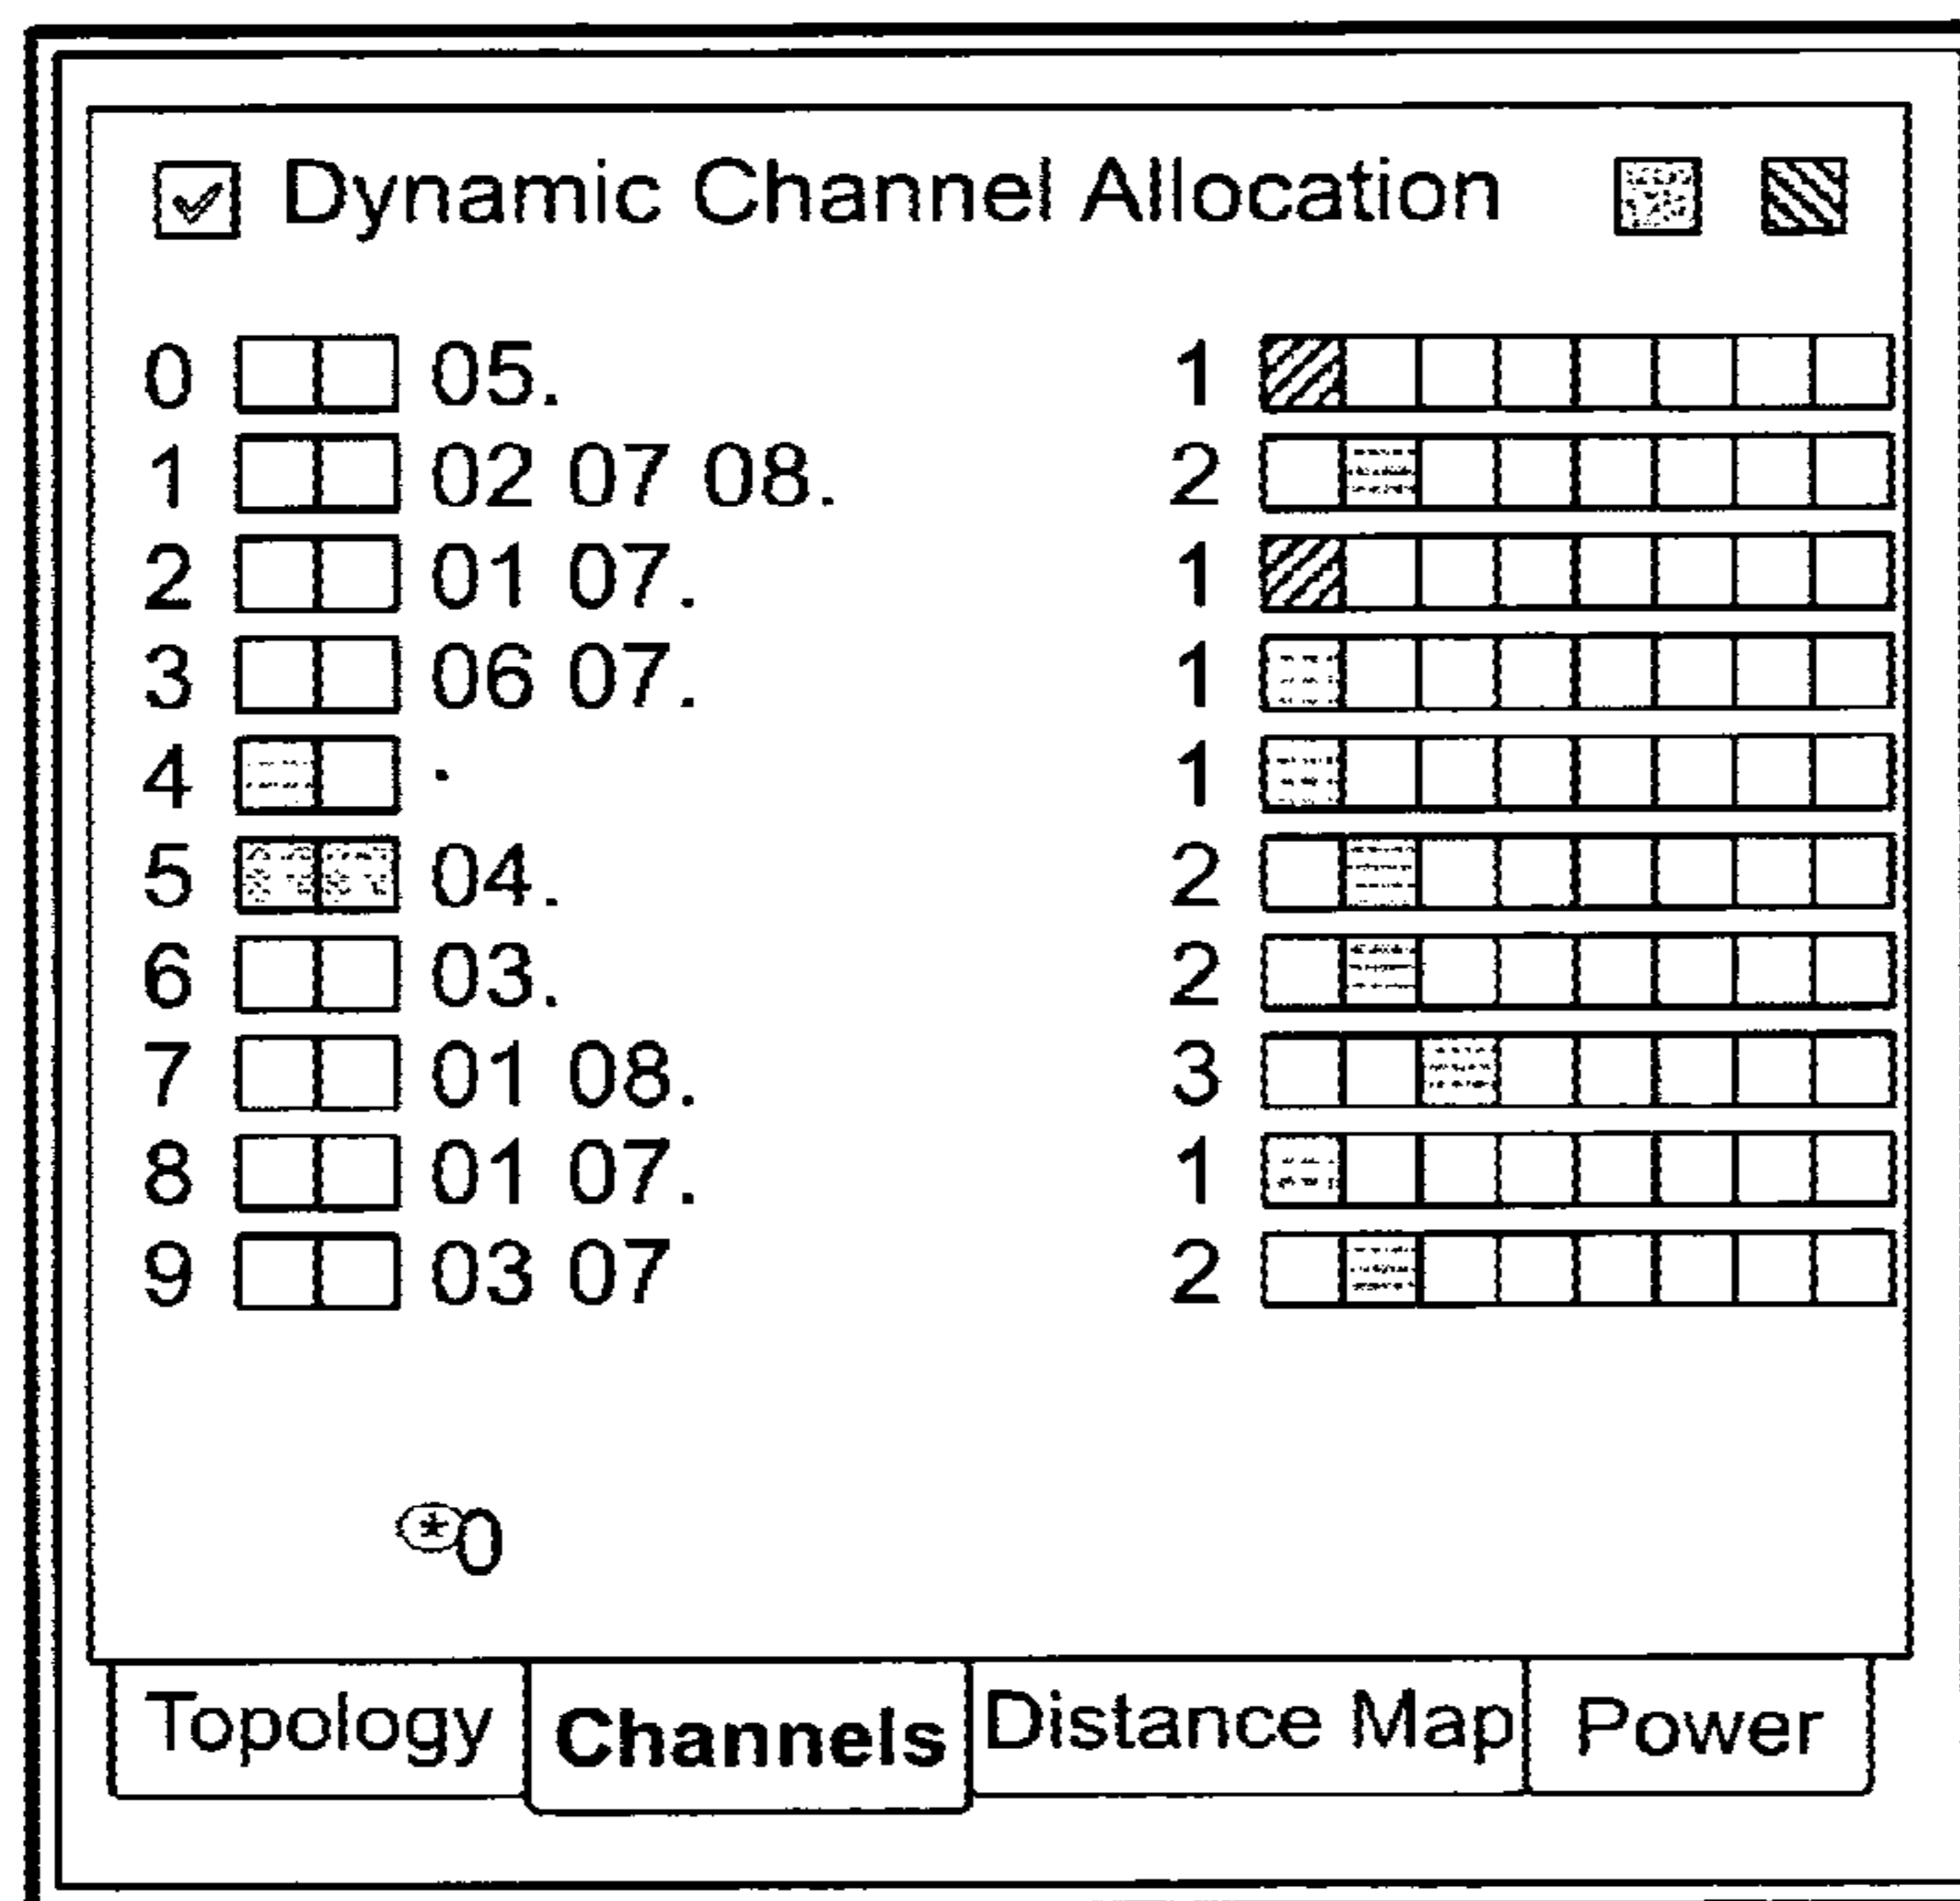 Dynamic Channel Allocation
0 05. 1
1 02 07 08. 2
2 01 07. 1
3 06 07. 1
4 . 1
5 04. 2
6 03. 2
7 01 08. 3
8 01 07. 1
9 03 07 2
*0
Topology Channels Distance Map Power